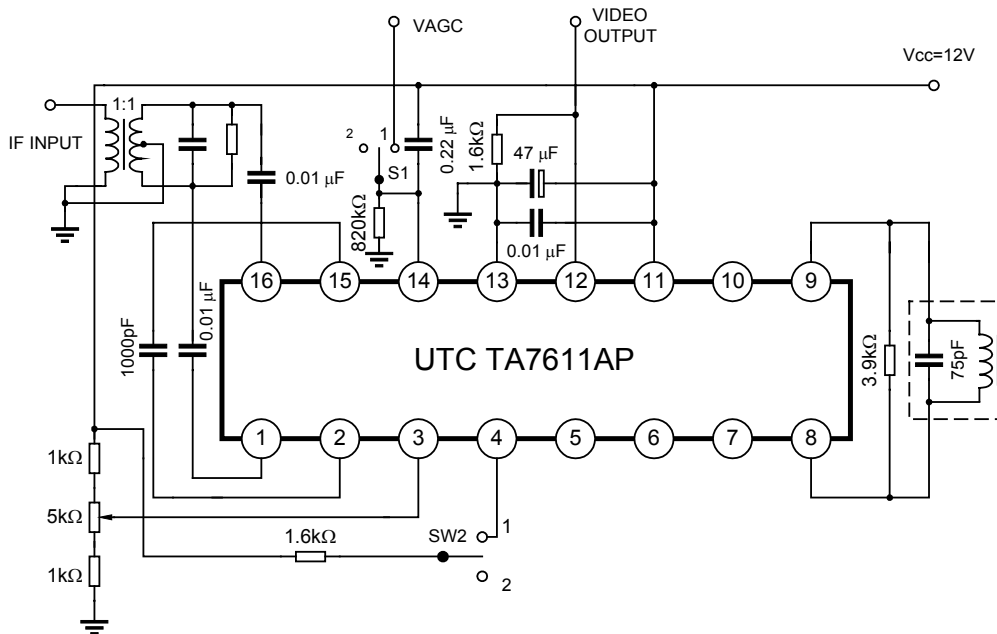 VAGC
VIDEO
OUTPUT
Vcc=12V
1:1
IF INPUT
2
1
S1
0.22 µF
1.6kΩ
47 µF
0.01 µF
820kΩ
0.01 µF
16
15
14
13
12
11
10
9
1000pF
0.01 µF
UTC TA7611AP
3.9kΩ
75pF
1
2
3
4
5
6
7
8
1kΩ
5kΩ
1kΩ
1.6kΩ
SW2
1
2